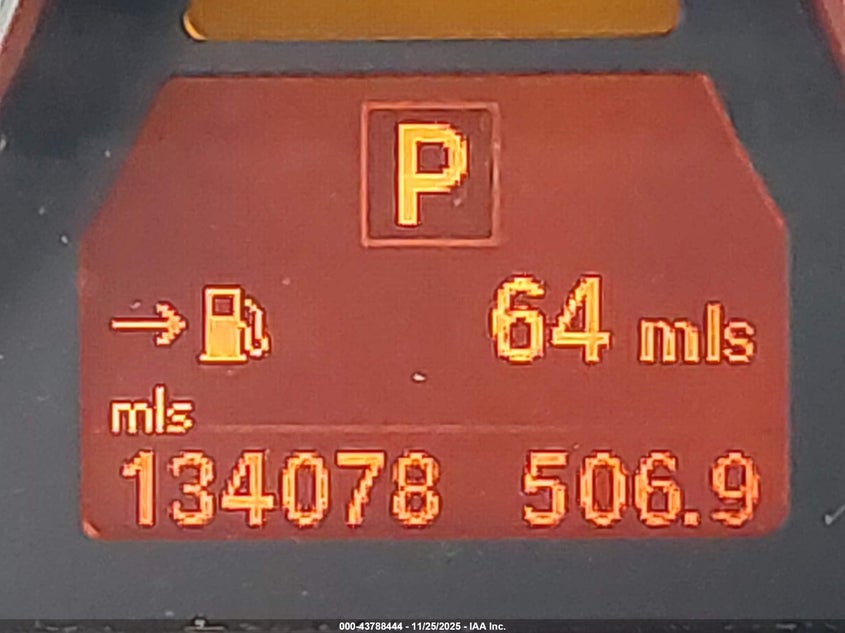 P
→ 64 mls
mls
134078 506.9
000-43788444 - 11/25/2025 - IAA Inc.